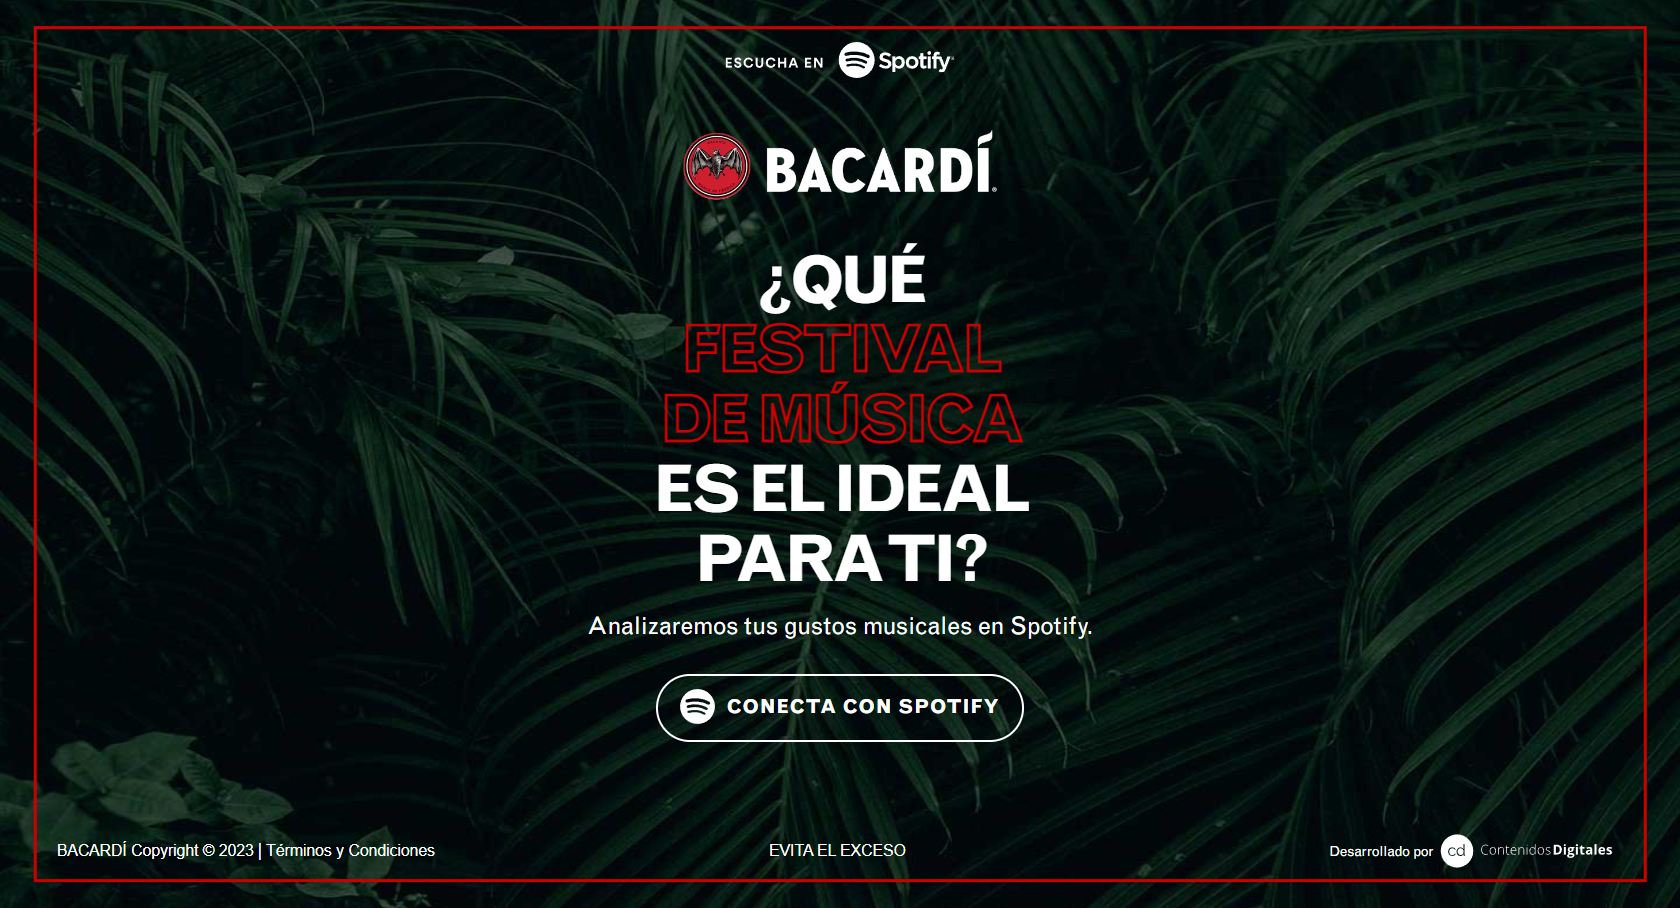 ESCUCHA EN Spotify®
BACARDÍ®
¿QUÉ
FESTIVAL
DE MÚSICA
ES EL IDEAL
PARA TI?
Analizaremos tus gustos musicales en Spotify.
CONECTA CON SPOTIFY
BACARDÍ Copyright © 2023 | Términos y Condiciones
EVITA EL EXCESO
Desarrollado por cd ContenidosDigitales